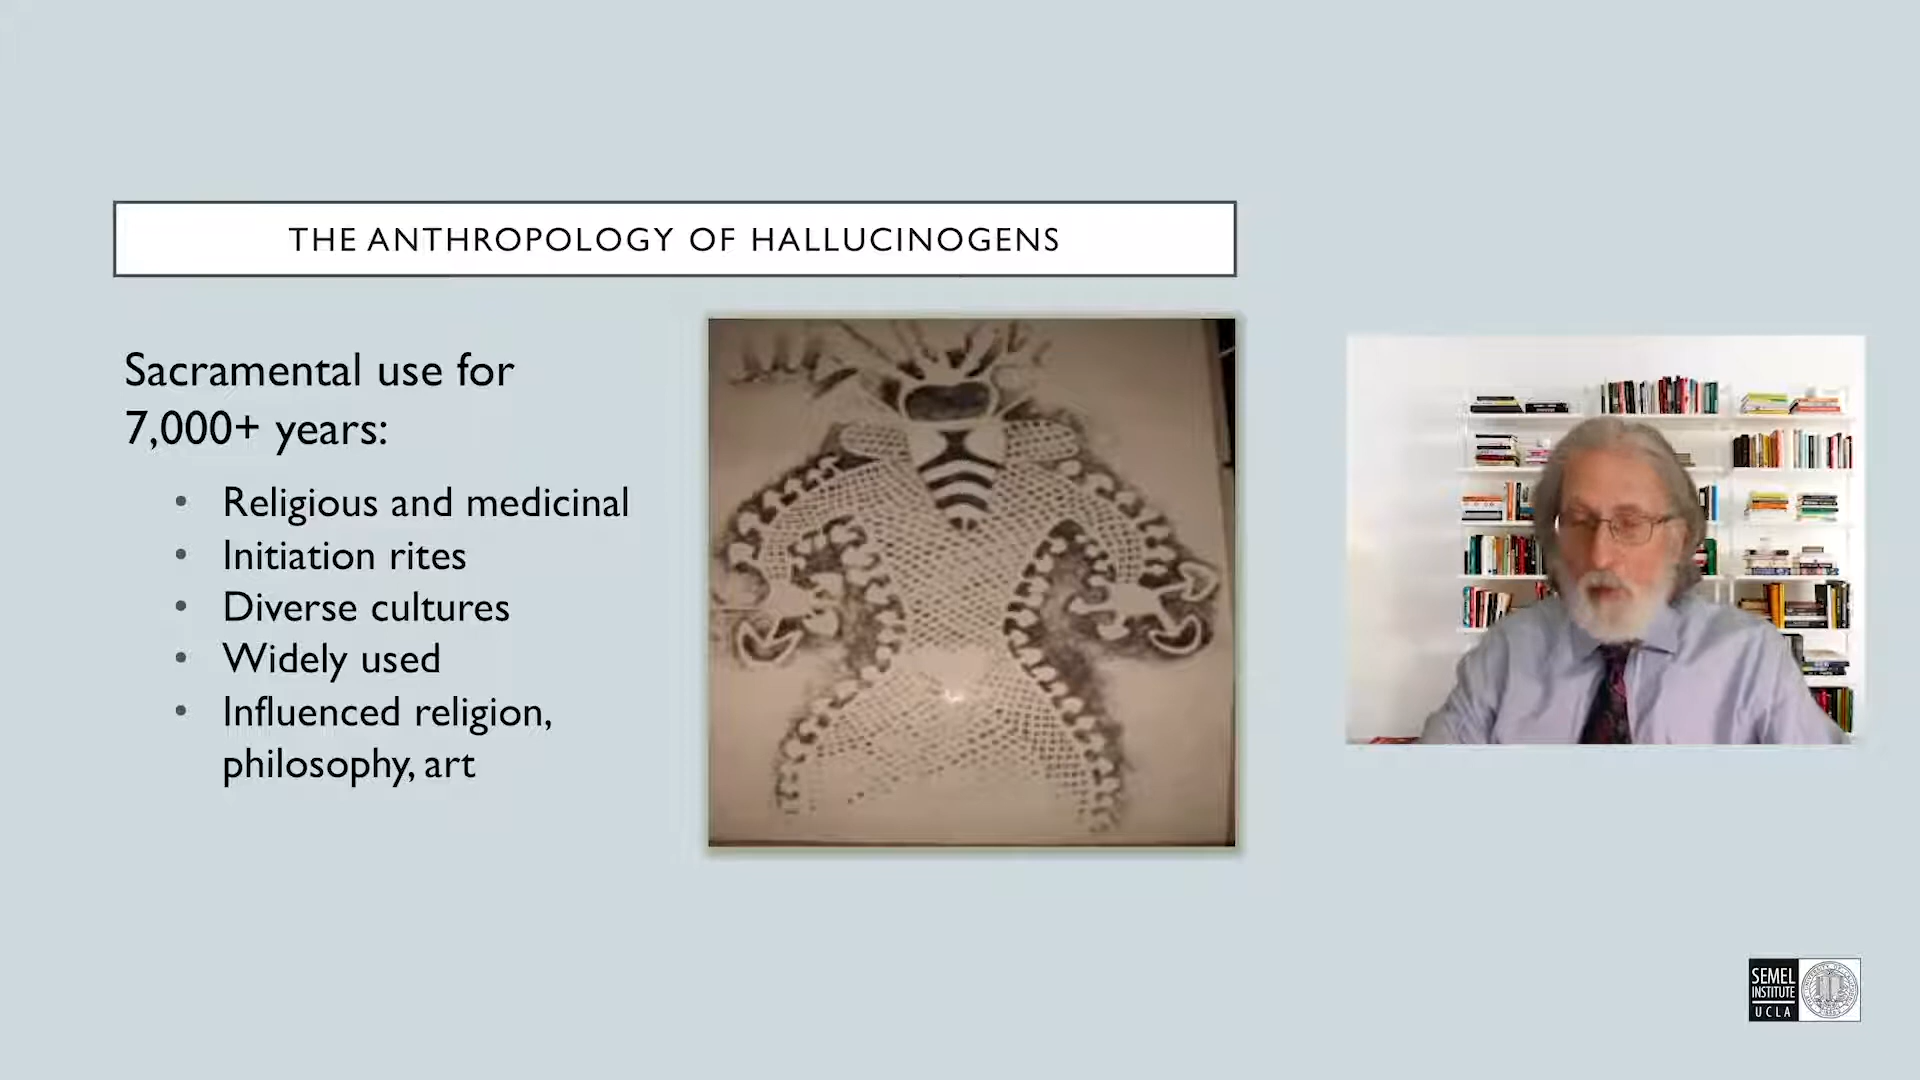 THE ANTHROPOLOGY OF HALLUCINOGENS
Sacramental use for
7,000+ years:
• Religious and medicinal
• Initiation rites
• Diverse cultures
• Widely used
• Influenced religion,
philosophy, art
SEMEL
INSTITUTE
UCLA